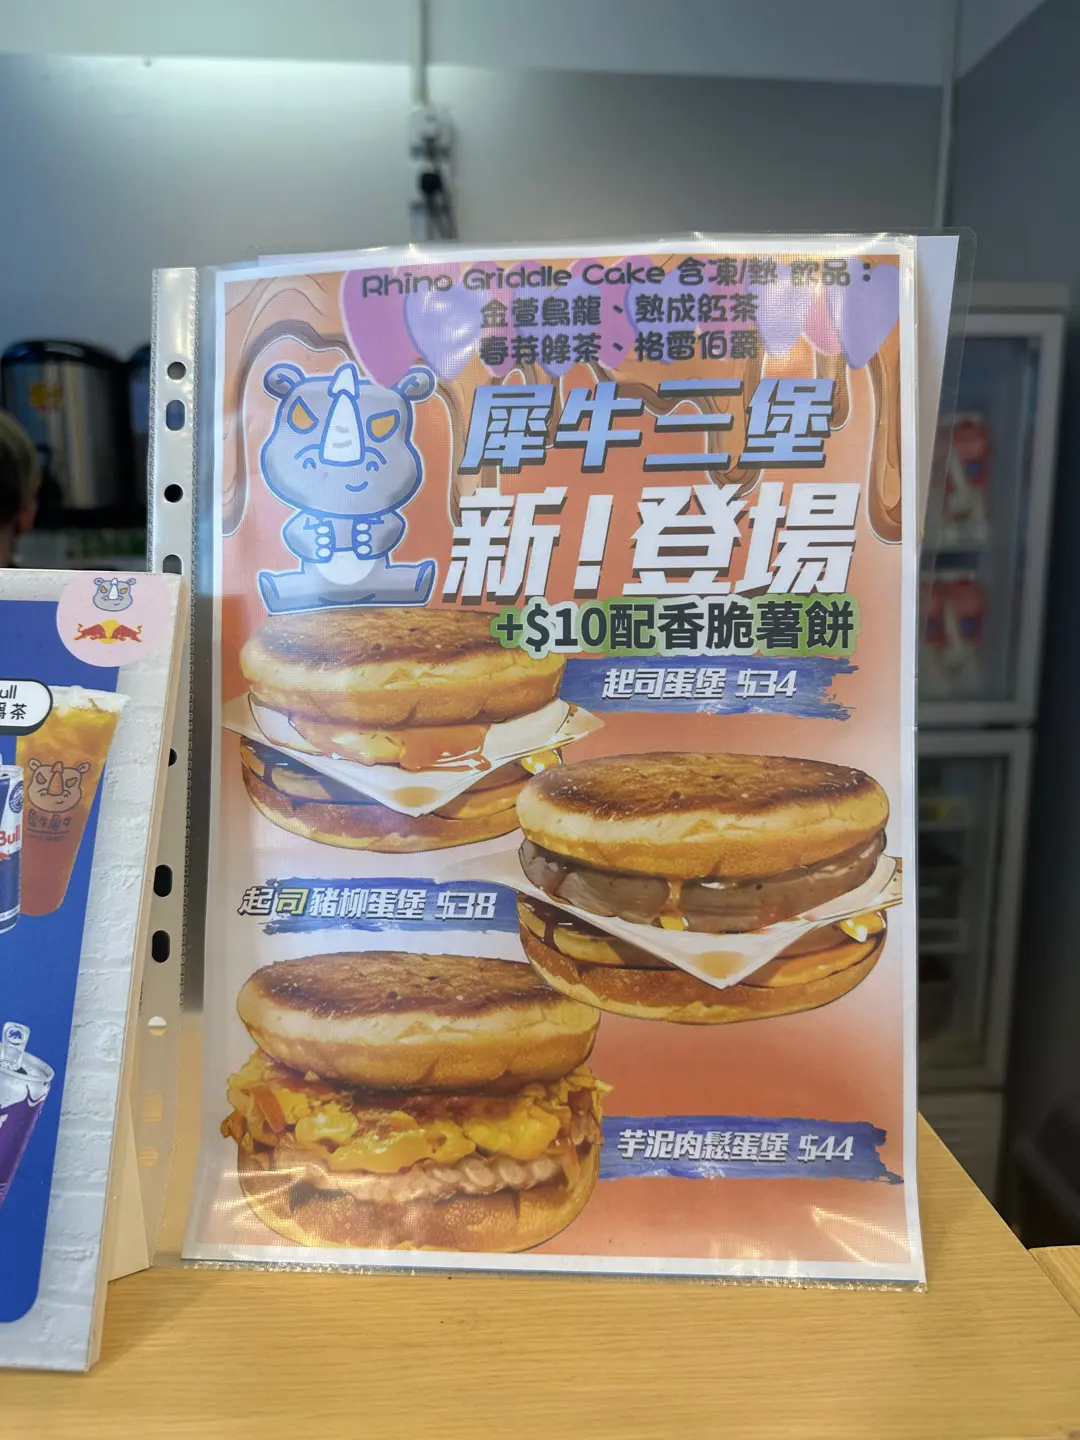 Rhino Griddle Cake 含凍/熱 飲品：
金萱烏龍、熟成紅茶
春芽綠茶、格雷伯爵
犀牛三堡
新！登場
+$10配香脆薯餅
起司蛋堡 $34
起司豬柳蛋堡 $38
芋泥肉鬆蛋堡 $44
ull
茶
Bull